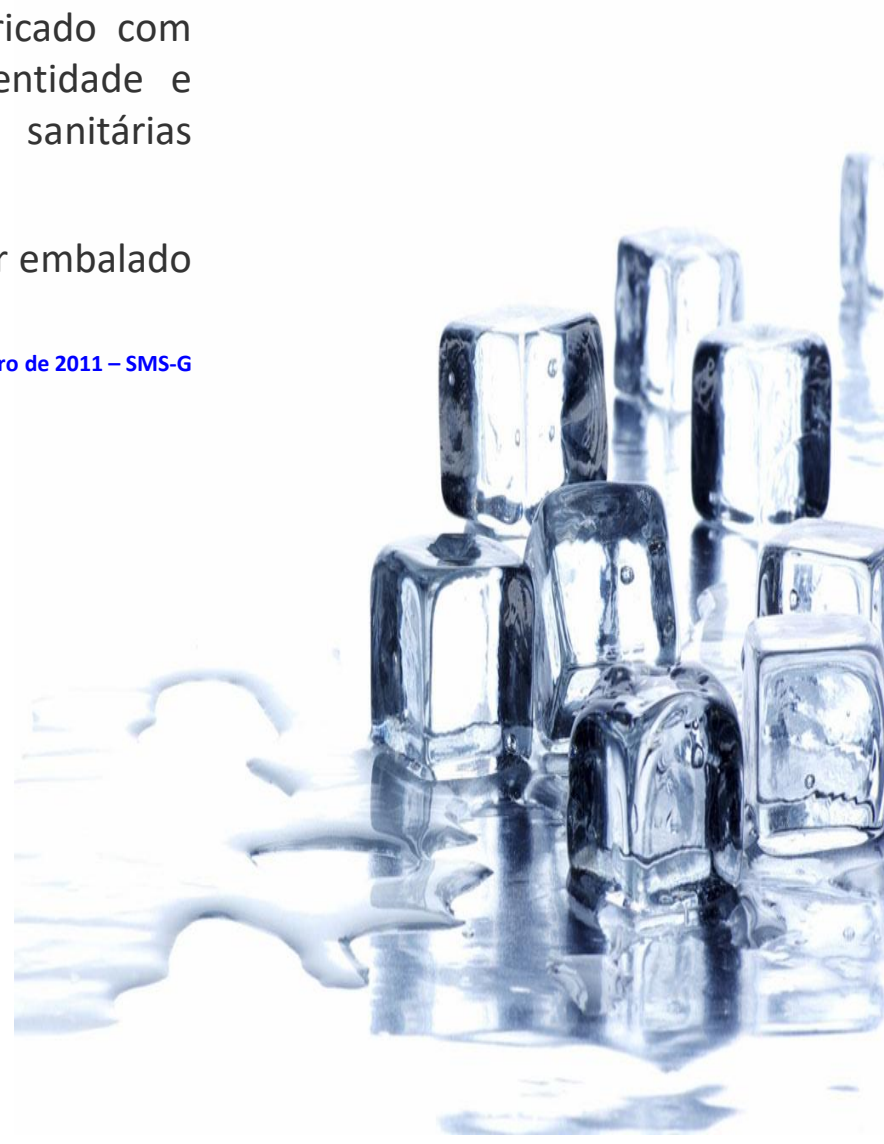 ricado com
entidade e
sanitárias
r embalado
ro de 2011 – SMS-G